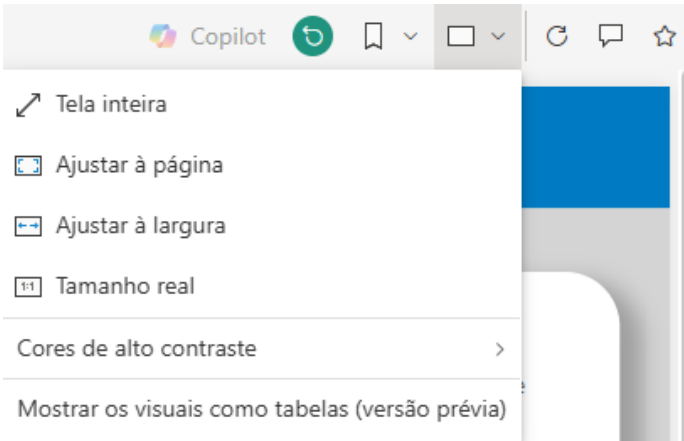 Copilot
Tela inteira
Ajustar à página
Ajustar à largura
1:1 Tamanho real
Cores de alto contraste
Mostrar os visuais como tabelas (versão prévia)